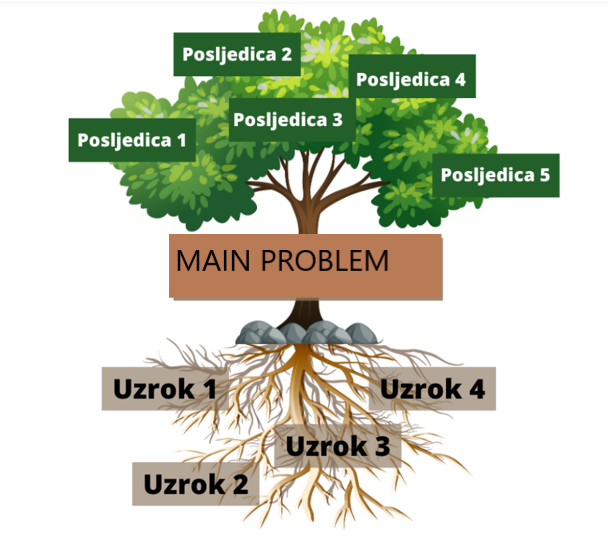 Posljedica 2
Posljedica 4
Posljedica 3
Posljedica 1
Posljedica 5
MAIN PROBLEM
Uzrok 1
Uzrok 4
Uzrok 3
Uzrok 2